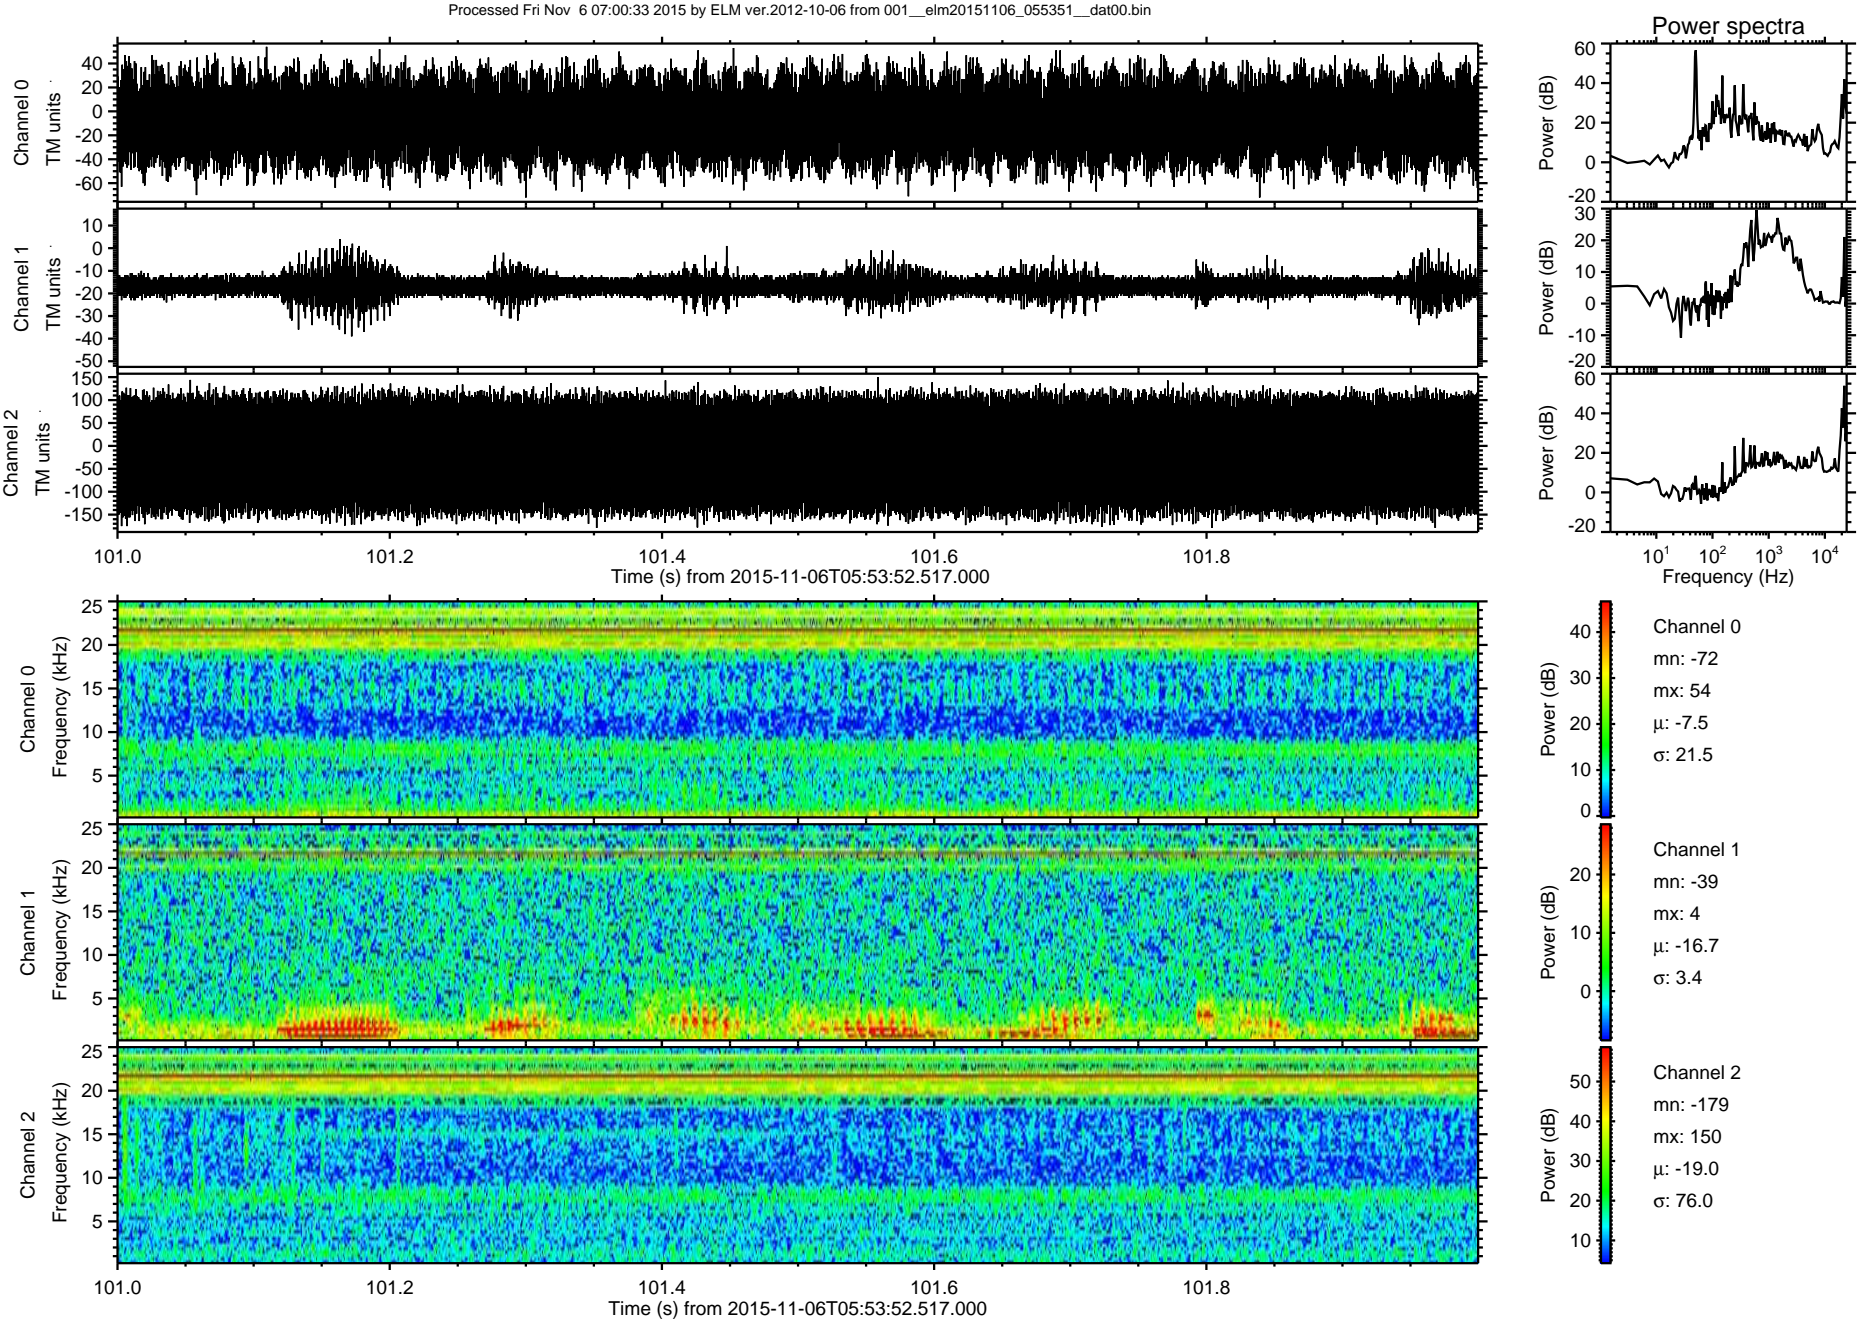 Processed Fri Nov  6 07:00:33 2015 by ELM ver.2012-10-06 from 001__elm20151106_055351__dat00.bin
Power spectra
Channel 0
TM units
40
20
0
-20
-40
-60
Power (dB)
60
40
20
0
-20
Channel 1
TM units
10
0
-10
-20
-30
-40
-50
Power (dB)
30
20
10
0
-10
-20
Channel 2
TM units
150
100
50
0
-50
-100
-150
Power (dB)
60
40
20
0
-20
101.0 101.2 101.4 101.6 101.8
Time (s) from 2015-11-06T05:53:52.517.000
10¹ 10² 10³ 10⁴
Frequency (Hz)
Channel 0
Frequency (kHz)
25
20
15
10
5
Power (dB)
40
30
20
10
0
Channel 0
mn: -72
mx: 54
μ: -7.5
σ: 21.5
Channel 1
Frequency (kHz)
25
20
15
10
5
Power (dB)
20
10
0
Channel 1
mn: -39
mx: 4
μ: -16.7
σ: 3.4
Channel 2
Frequency (kHz)
25
20
15
10
5
Power (dB)
50
40
30
20
10
Channel 2
mn: -179
mx: 150
μ: -19.0
σ: 76.0
101.0 101.2 101.4 101.6 101.8
Time (s) from 2015-11-06T05:53:52.517.000